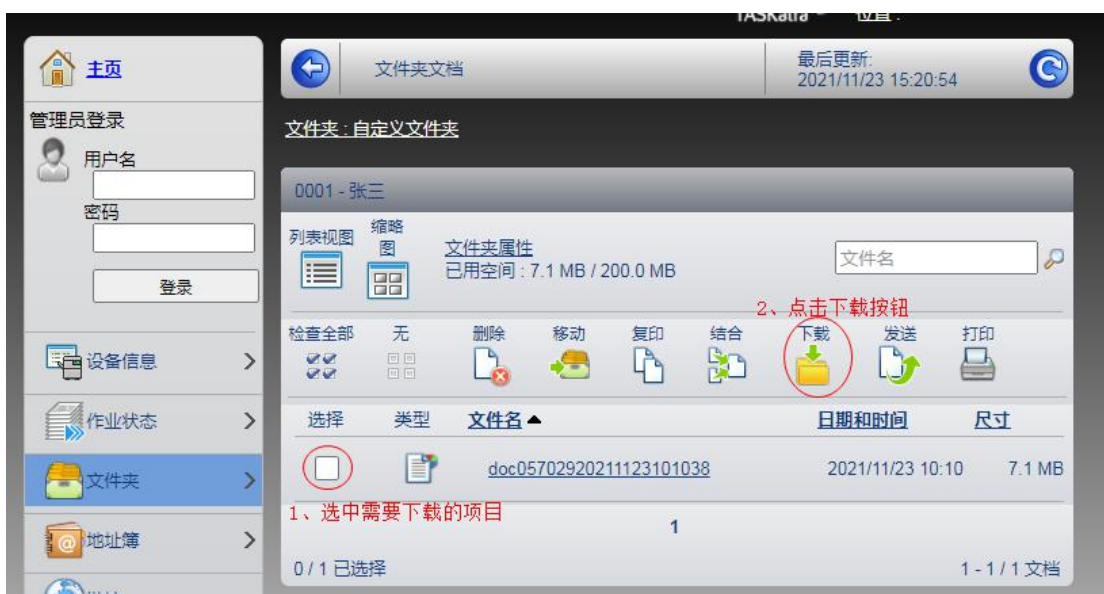 TASKalfa
位置 :
主页
文件夹文档
最后更新:
2021/11/23 15:20:54
管理员登录
用户名
密码
登录
文件夹 : 自定义文件夹
0001 - 张三
列表视图
缩略图
文件夹属性
已用空间 : 7.1 MB / 200.0 MB
文件名
2、点击下载按钮
检查全部 无 删除 移动 复印 结合 下载 发送 打印
选择 类型 文件名 日期和时间 尺寸
doc05702920211123101038 2021/11/23 10:10 7.1 MB
1、选中需要下载的项目
1
0 / 1 已选择
1 - 1 / 1 文档
设备信息
作业状态
文件夹
地址簿